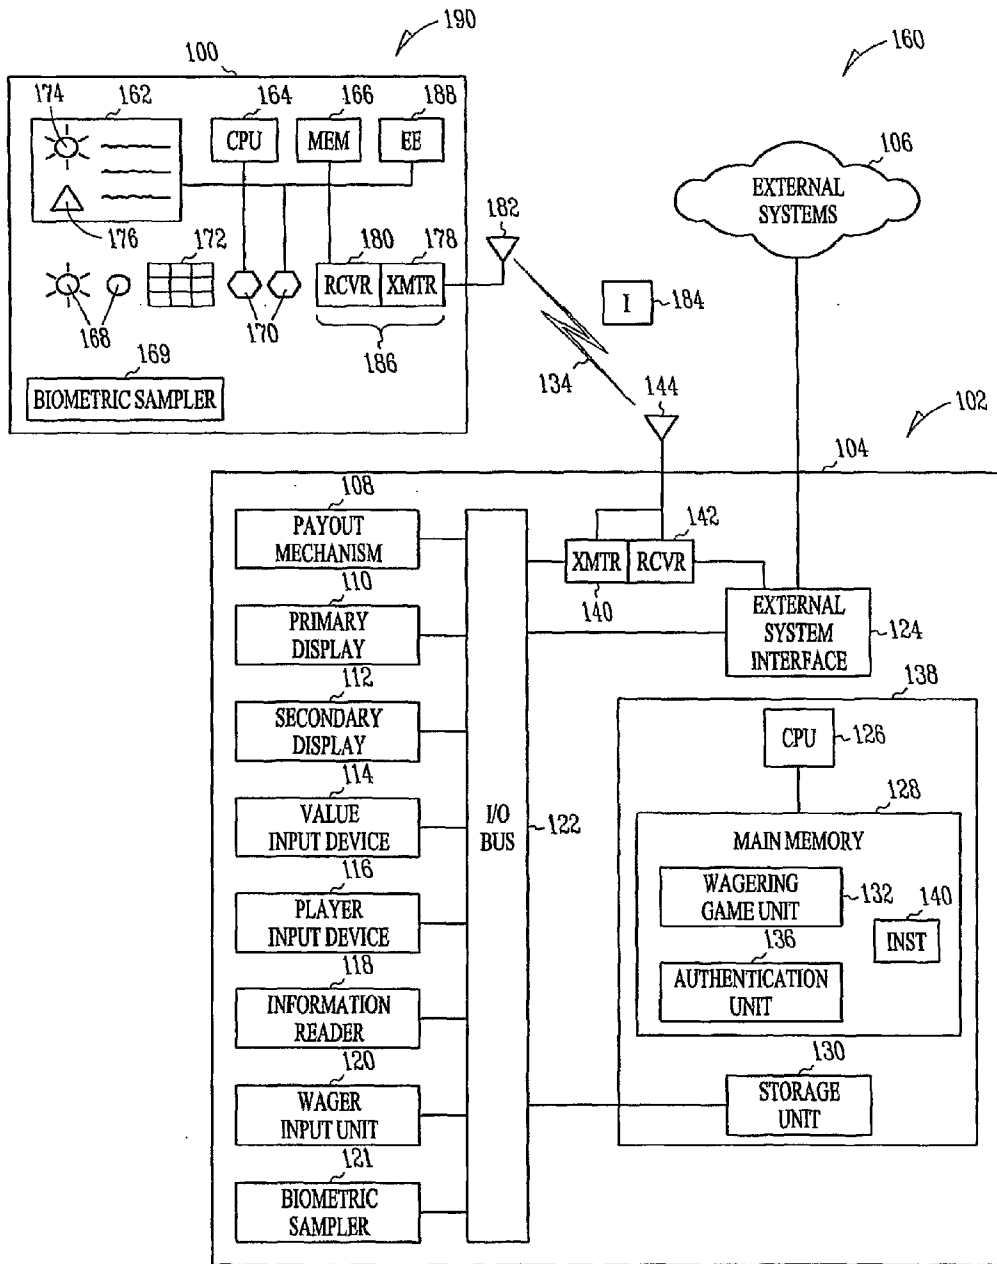 190
160
100
174
162
164
166
188
CPU
MEM
EE
106
EXTERNAL
SYSTEMS
176
172
180
178
182
RCVR
XMTR
184
I
168
170
186
134
169
BIOMETRIC SAMPLER
144
102
104
108
PAYOUT
MECHANISM
142
XMTR
RCVR
140
110
PRIMARY
DISPLAY
EXTERNAL
SYSTEM
INTERFACE
124
112
SECONDARY
DISPLAY
138
CPU
126
114
VALUE
INPUT DEVICE
I/O
BUS
122
128
MAIN MEMORY
116
PLAYER
INPUT DEVICE
WAGERING
GAME UNIT
132
140
INST
118
INFORMATION
READER
136
AUTHENTICATION
UNIT
120
WAGER
INPUT UNIT
130
STORAGE
UNIT
121
BIOMETRIC
SAMPLER